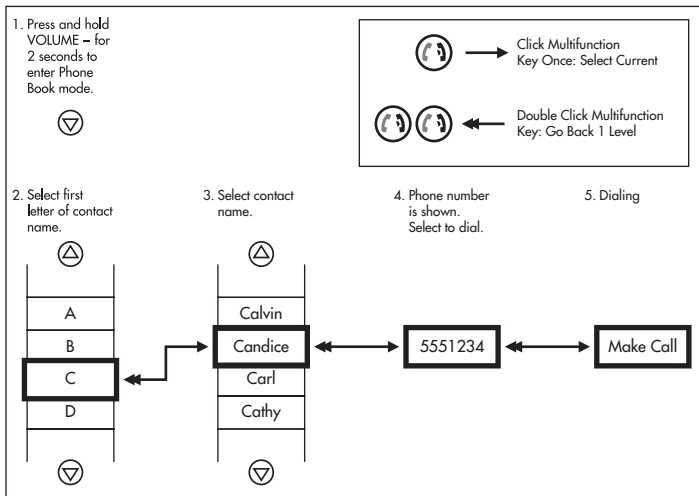 1. Press and hold
VOLUME – for
2 seconds to
enter Phone
Book mode.
Click Multifunction
Key Once: Select Current
Double Click Multifunction
Key: Go Back 1 Level
2. Select first
letter of contact
name.
3. Select contact
name.
4. Phone number
is shown.
Select to dial.
5. Dialing
A
B
C
D
Calvin
Candice
Carl
Cathy
5551234
Make Call